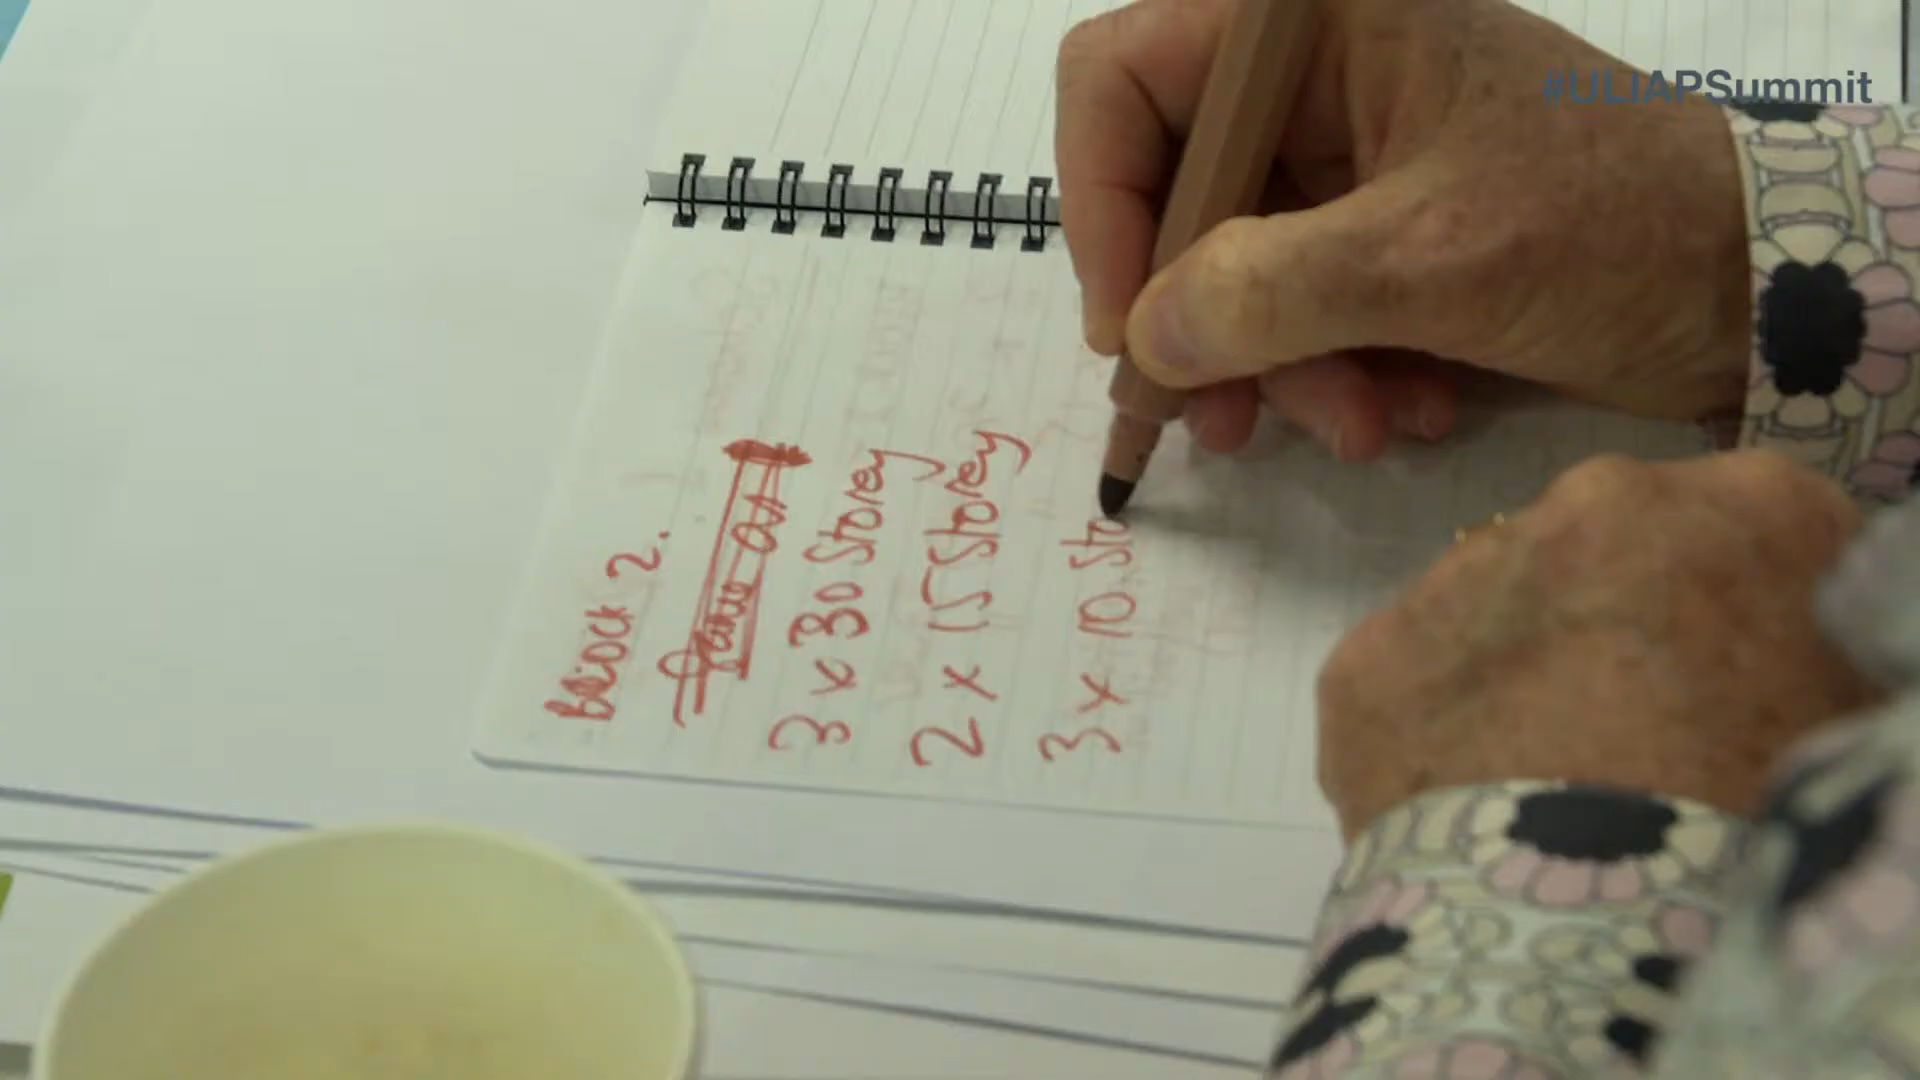 #ULIAPSummit
Block 2.
3 x 30 Storey
2 x 15 Storey
3 x 10 Sto